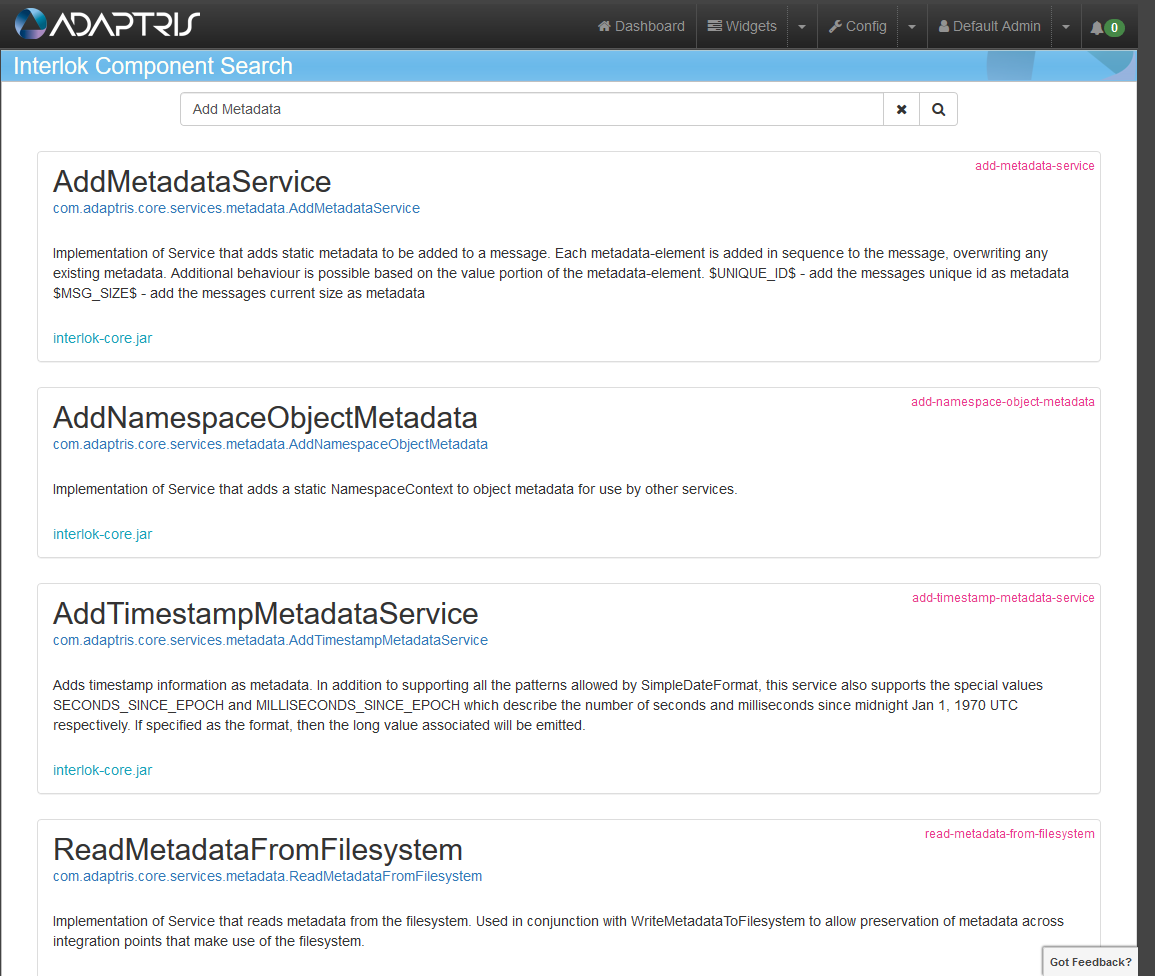 ADAPTRIS
Dashboard Widgets Config Default Admin 0
Interlok Component Search
Add Metadata
AddMetadataService add-metadata-service
com.adaptris.core.services.metadata.AddMetadataService
Implementation of Service that adds static metadata to be added to a message. Each metadata-element is added in sequence to the message, overwriting any
existing metadata. Additional behaviour is possible based on the value portion of the metadata-element. $UNIQUE_ID$ - add the messages unique id as metadata
$MSG_SIZE$ - add the messages current size as metadata
interlok-core.jar
AddNamespaceObjectMetadata add-namespace-object-metadata
com.adaptris.core.services.metadata.AddNamespaceObjectMetadata
Implementation of Service that adds a static NamespaceContext to object metadata for use by other services.
interlok-core.jar
AddTimestampMetadataService add-timestamp-metadata-service
com.adaptris.core.services.metadata.AddTimestampMetadataService
Adds timestamp information as metadata. In addition to supporting all the patterns allowed by SimpleDateFormat, this service also supports the special values
SECONDS_SINCE_EPOCH and MILLISECONDS_SINCE_EPOCH which describe the number of seconds and milliseconds since midnight Jan 1, 1970 UTC
respectively. If specified as the format, then the long value associated will be emitted.
interlok-core.jar
ReadMetadataFromFilesystem read-metadata-from-filesystem
com.adaptris.core.services.metadata.ReadMetadataFromFilesystem
Implementation of Service that reads metadata from the filesystem. Used in conjunction with WriteMetadataToFilesystem to allow preservation of metadata across
integration points that make use of the filesystem.
Got Feedback?